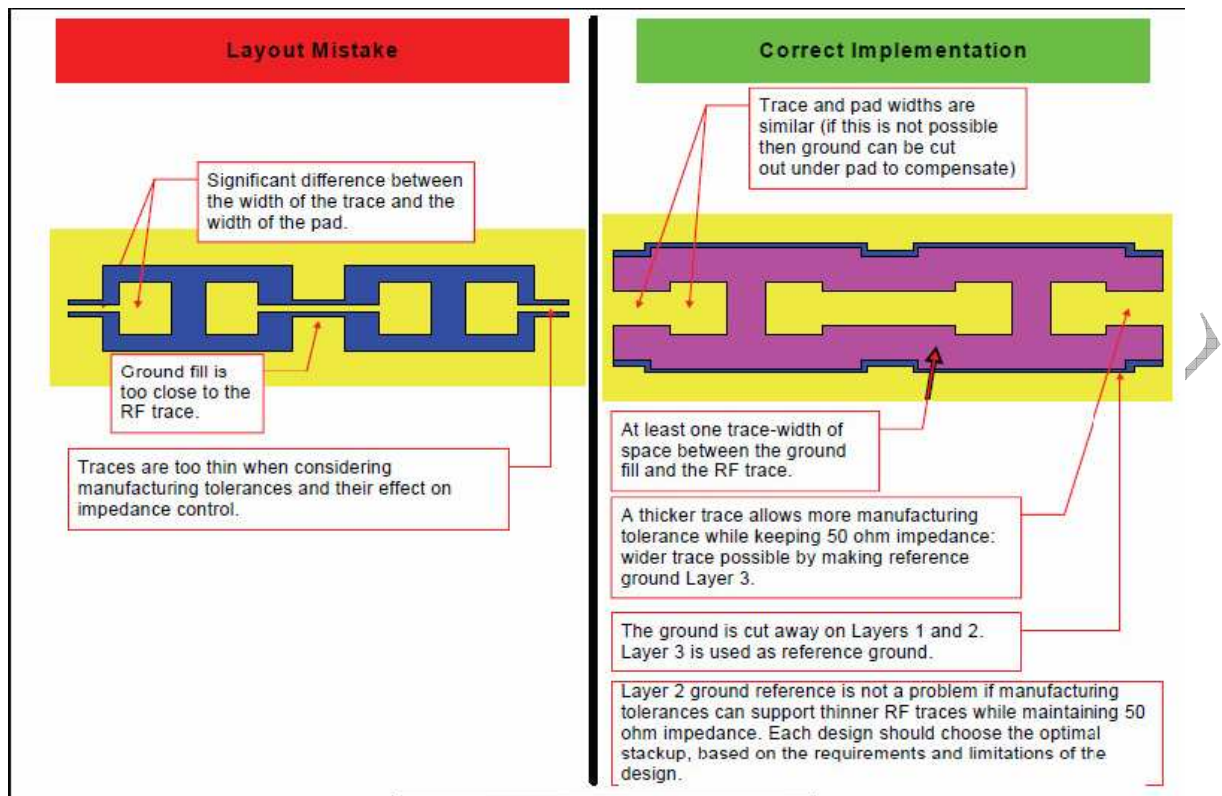 Layout Mistake
Significant difference between
the width of the trace and the
width of the pad.
Ground fill is
too close to the
RF trace.
Traces are too thin when considering
manufacturing tolerances and their effect on
impedance control.
Correct Implementation
Trace and pad widths are
similar (if this is not possible
then ground can be cut
out under pad to compensate)
At least one trace-width of
space between the ground
fill and the RF trace.
A thicker trace allows more manufacturing
tolerance while keeping 50 ohm impedance:
wider trace possible by making reference
ground Layer 3.
The ground is cut away on Layers 1 and 2.
Layer 3 is used as reference ground.
Layer 2 ground reference is not a problem if manufacturing
tolerances can support thinner RF traces while maintaining 50
ohm impedance. Each design should choose the optimal
stackup, based on the requirements and limitations of the
design.